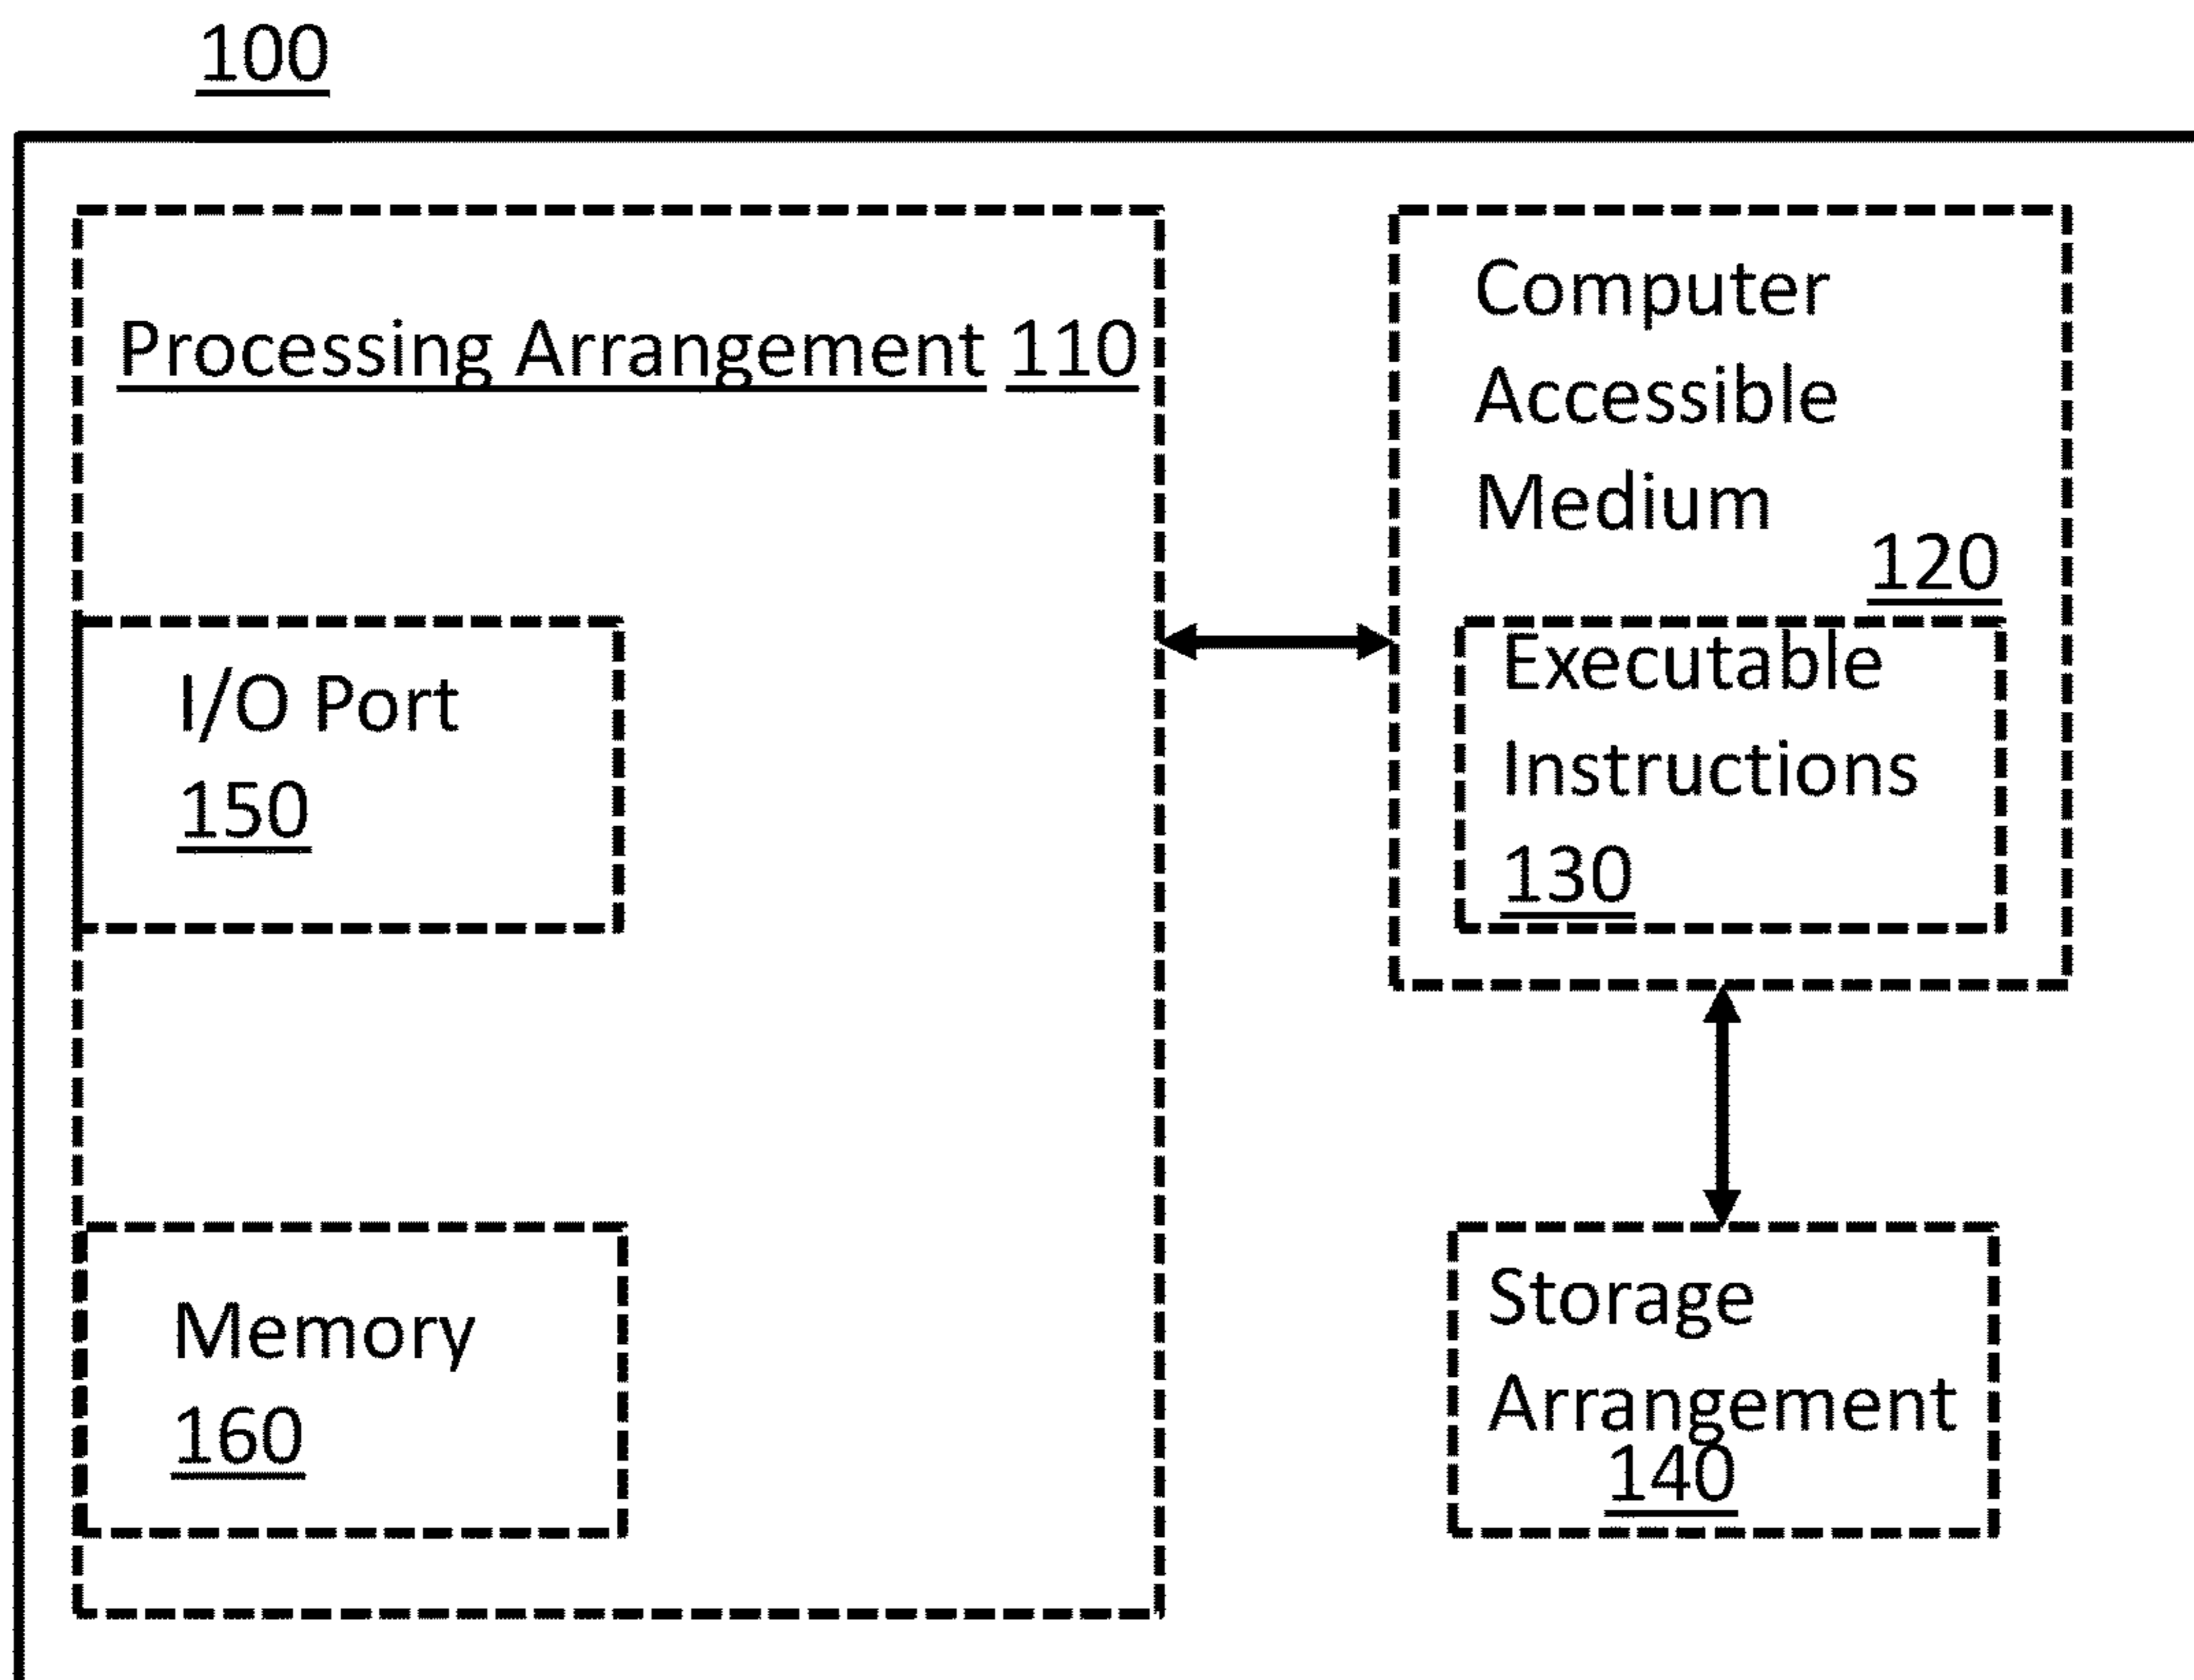 100
Processing Arrangement 110
I/O Port
150
Memory
160
Computer
Accessible
Medium
120
Executable
Instructions
130
Storage
Arrangement
140